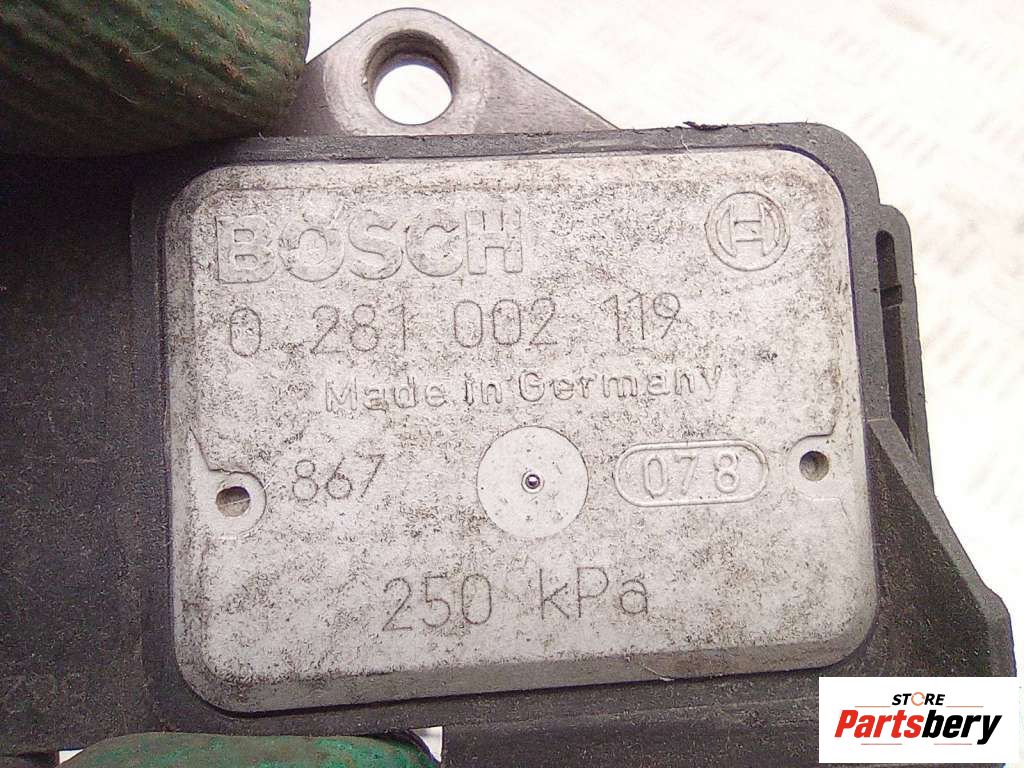 BOSCH
0 281 002 119
Made in Germany
867 078
250 kPa
STORE
Partsbery